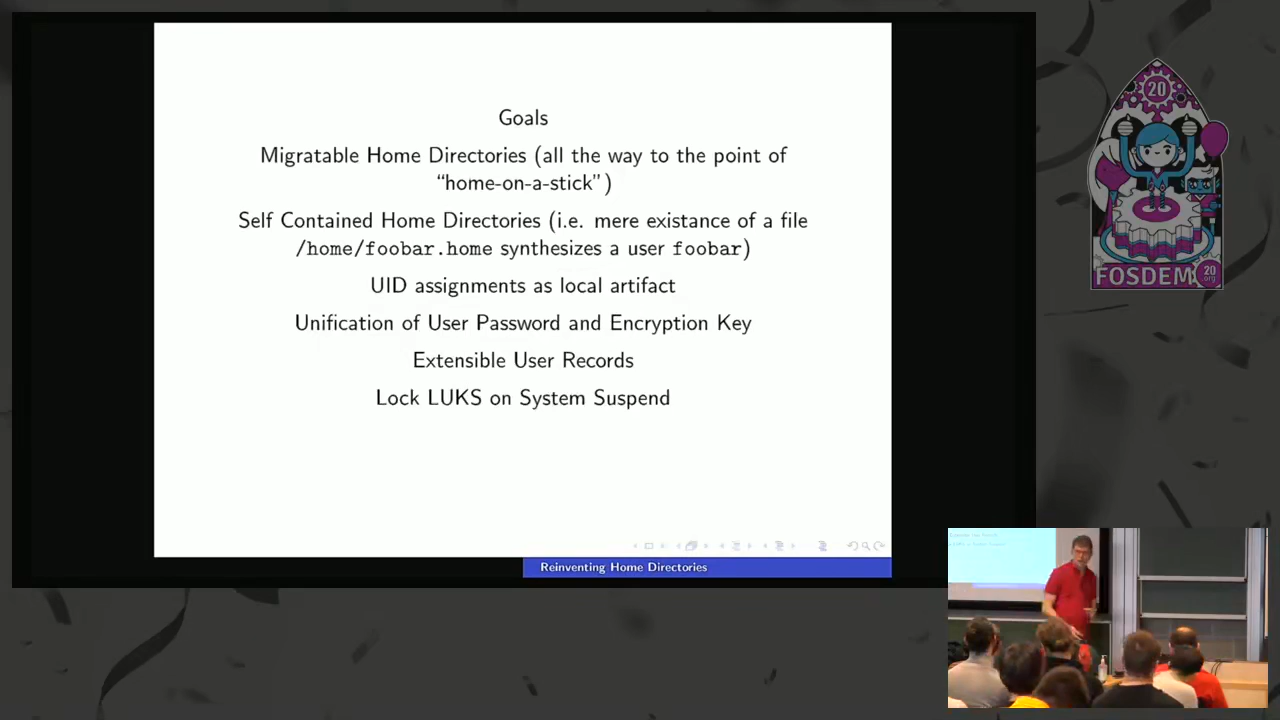 Goals
Migratable Home Directories (all the way to the point of
“home-on-a-stick”)
Self Contained Home Directories (i.e. mere existance of a file
/home/foobar.home synthesizes a user foobar)
UID assignments as local artifact
Unification of User Password and Encryption Key
Extensible User Records
Lock LUKS on System Suspend
Reinventing Home Directories
20
FOSDEM
20
.org